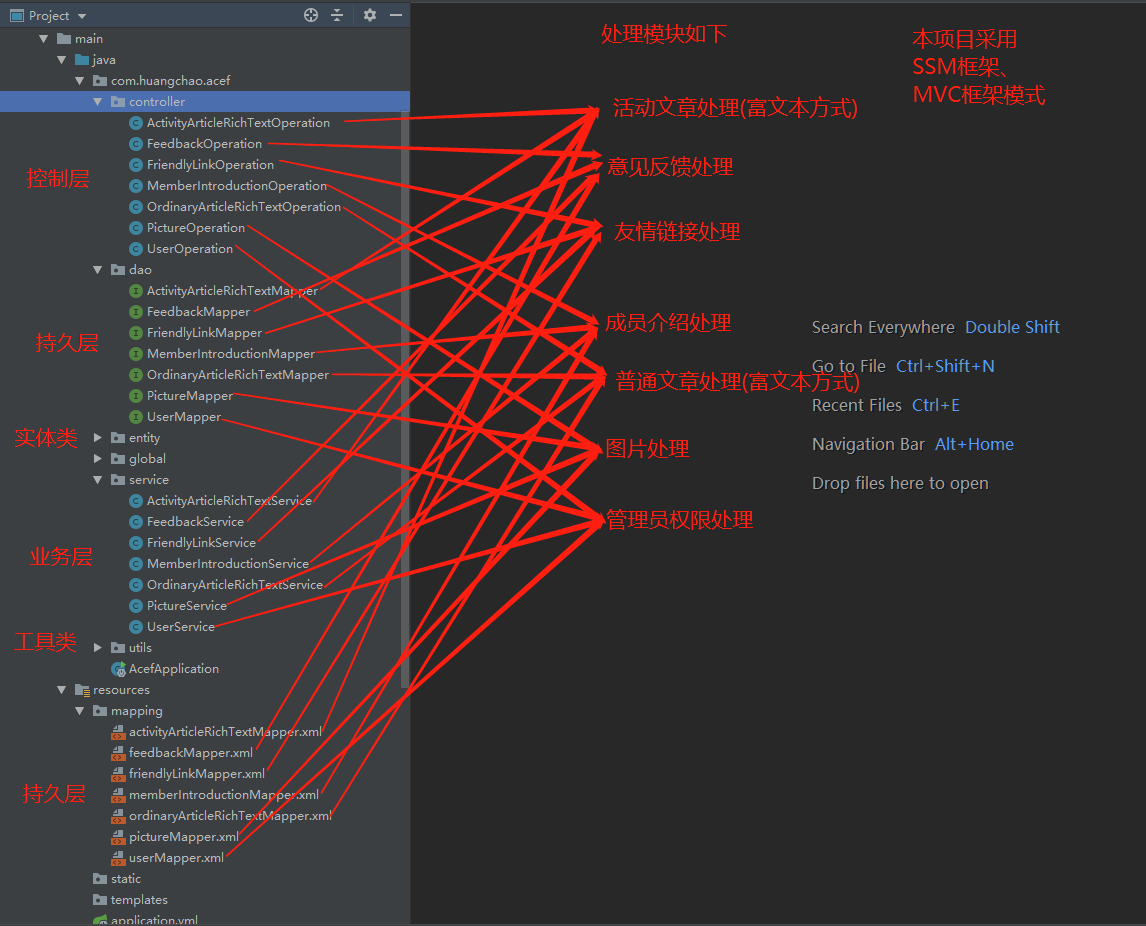 Project
main
java
com.huangchao.acef
controller
ActivityArticleRichTextOperation
FeedbackOperation
FriendlyLinkOperation
MemberIntroductionOperation
OrdinaryArticleRichTextOperation
PictureOperation
UserOperation
控制层
dao
ActivityArticleRichTextMapper
FeedbackMapper
FriendlyLinkMapper
MemberIntroductionMapper
OrdinaryArticleRichTextMapper
PictureMapper
UserMapper
持久层
实体类
entity
global
service
ActivityArticleRichTextService
FeedbackService
FriendlyLinkService
MemberIntroductionService
OrdinaryArticleRichTextService
PictureService
UserService
业务层
工具类
utils
AcefApplication
resources
mapping
activityArticleRichTextMapper.xml
feedbackMapper.xml
friendlyLinkMapper.xml
memberIntroductionMapper.xml
ordinaryArticleRichTextMapper.xml
pictureMapper.xml
userMapper.xml
持久层
static
templates
application.yml
处理模块如下
活动文章处理(富文本方式)
意见反馈处理
友情链接处理
成员介绍处理
普通文章处理(富文本方式)
图片处理
管理员权限处理
本项目采用
SSM框架、
MVC框架模式
Search Everywhere Double Shift
Go to File Ctrl+Shift+N
Recent Files Ctrl+E
Navigation Bar Alt+Home
Drop files here to open